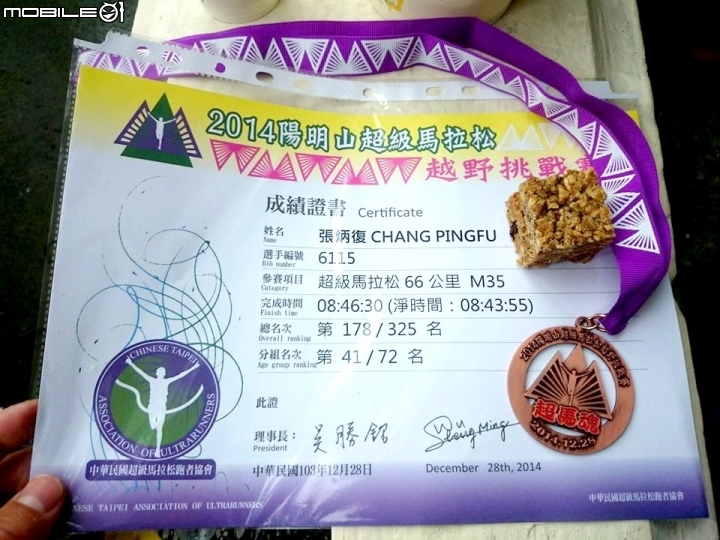 MOBILE01
2014陽明山超級馬拉松
越野挑戰
成績證書 Certificate
姓名 張炳復 CHANG PINGFU
Name
選手編號 6115
Bib number
參賽項目 超級馬拉松 66 公里 M35
Category
完成時間 08:46:30 (淨時間:08:43:55)
Finish time
總名次 第 178 / 325 名
Overall ranking
分組名次 第 41 / 72 名
Age group ranking
此證
理事長: 吳勝銘
President
中華民國103年12月28日 December 28th, 2014
CHINESE TAIPEI
ASSOCIATION OF ULTRARUNNERS
中華民國超級馬拉松跑者協會
NESE TAIPEI ASSOCIATION OF ULTRARUNNERS
中華民國超級馬拉松跑者協會
超馬魂
2014.12.28